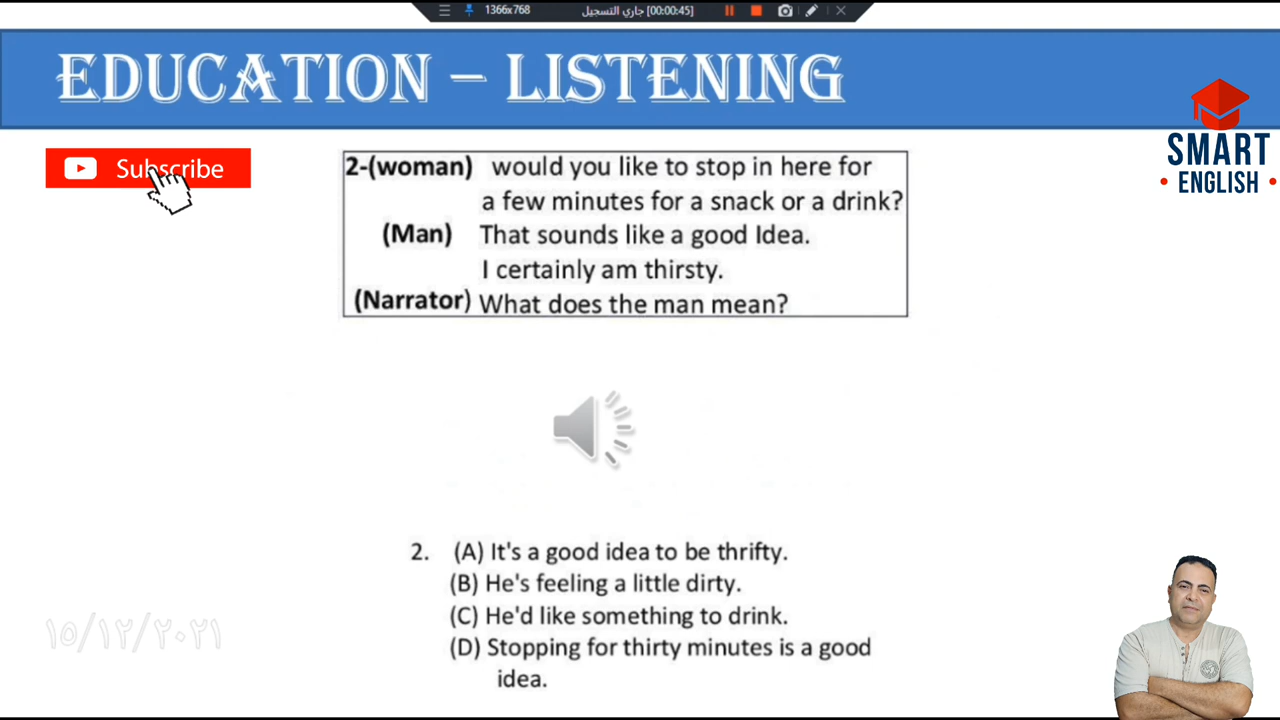 1366x768 جاري التسجيل [00:00:45]
EDUCATION – LISTENING
Subscribe
SMART
• ENGLISH •
2-(woman) would you like to stop in here for
a few minutes for a snack or a drink?
(Man) That sounds like a good Idea.
I certainly am thirsty.
(Narrator) What does the man mean?
2. (A) It's a good idea to be thrifty.
(B) He's feeling a little dirty.
(C) He'd like something to drink.
(D) Stopping for thirty minutes is a good
idea.
١٥/١٢/٢٠٢١